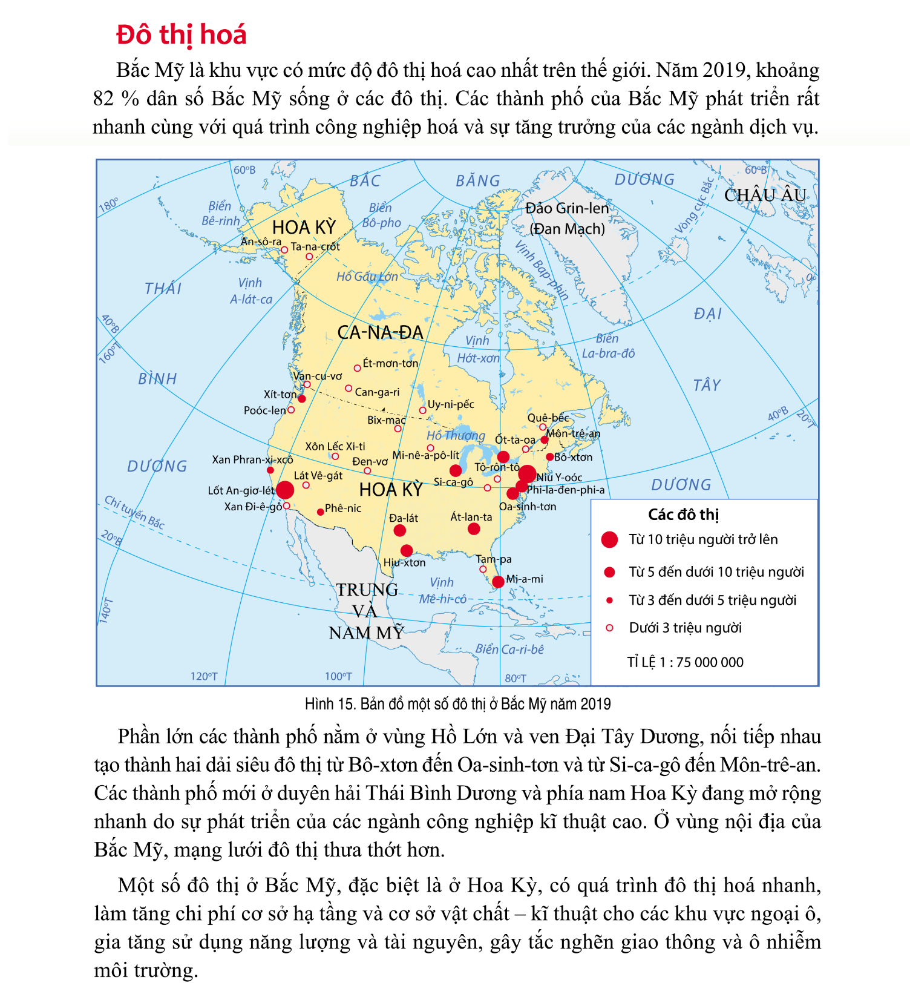 Đô thị hoá
Bắc Mỹ là khu vực có mức độ đô thị hoá cao nhất trên thế giới. Năm 2019, khoảng
82 % dân số Bắc Mỹ sống ở các đô thị. Các thành phố của Bắc Mỹ phát triển rất
nhanh cùng với quá trình công nghiệp hoá và sự tăng trưởng của các ngành dịch vụ.
60°B
BẮC
BĂNG
DƯƠNG
60°B
CHÂU ÂU
180°
Biển
Bê-rinh
Biển
Bô-pho
Đảo Grin-len
(Đan Mạch)
Vòng cực Bắc
HOA KỲ
An-sô-ra
Ta-na-crốt
Vịnh Bap-phin
0°
THÁI
Vịnh
A-lát-ca
Hồ Gấu Lớn
ĐẠI
40°B
160°T
CA-NA-ĐA
Vịnh
Hớt-xơn
Biển
La-bra-đô
BÌNH
Ét-mơn-tơn
Van-cu-vơ
TÂY
Xít-tơn
Can-ga-ri
Poóc-len
Uy-ni-pếc
Bix-mac
Quê-bếc
40°B
20°T
Hồ Thượng
Ốt-ta-oa
Môn-trê-an
Xôn Lếc Xi-ti
Mi-nê-a-pô-lít
Bô-xtơn
Xan Phran-xi-xcô
Đen-vơ
Tô-rôn-tô
DƯƠNG
Lát Vê-gát
Si-ca-gô
Niu Y-oóc
DƯƠNG
Lốt An-giơ-lét
HOA KỲ
Phi-la-đen-phi-a
Xan Đi-ê-gô
Phê-nic
Oa-sinh-tơn
Chí tuyến Bắc
Đa-lát
Át-lan-ta
20°B
Hiu-xtơn
Tam-pa
Mi-a-mi
Vịnh
Mê-hi-cô
TRUNG
VÀ
NAM MỸ
140°T
Biển Ca-ri-bê
120°T
100°T
80°T
Các đô thị
Từ 10 triệu người trở lên
Từ 5 đến dưới 10 triệu người
Từ 3 đến dưới 5 triệu người
Dưới 3 triệu người
TỈ LỆ 1 : 75 000 000
Hình 15. Bản đồ một số đô thị ở Bắc Mỹ năm 2019
Phần lớn các thành phố nằm ở vùng Hồ Lớn và ven Đại Tây Dương, nối tiếp nhau
tạo thành hai dải siêu đô thị từ Bô-xtơn đến Oa-sinh-tơn và từ Si-ca-gô đến Môn-trê-an.
Các thành phố mới ở duyên hải Thái Bình Dương và phía nam Hoa Kỳ đang mở rộng
nhanh do sự phát triển của các ngành công nghiệp kĩ thuật cao. Ở vùng nội địa của
Bắc Mỹ, mạng lưới đô thị thưa thớt hơn.
Một số đô thị ở Bắc Mỹ, đặc biệt là ở Hoa Kỳ, có quá trình đô thị hoá nhanh,
làm tăng chi phí cơ sở hạ tầng và cơ sở vật chất – kĩ thuật cho các khu vực ngoại ô,
gia tăng sử dụng năng lượng và tài nguyên, gây tắc nghẽn giao thông và ô nhiễm
môi trường.